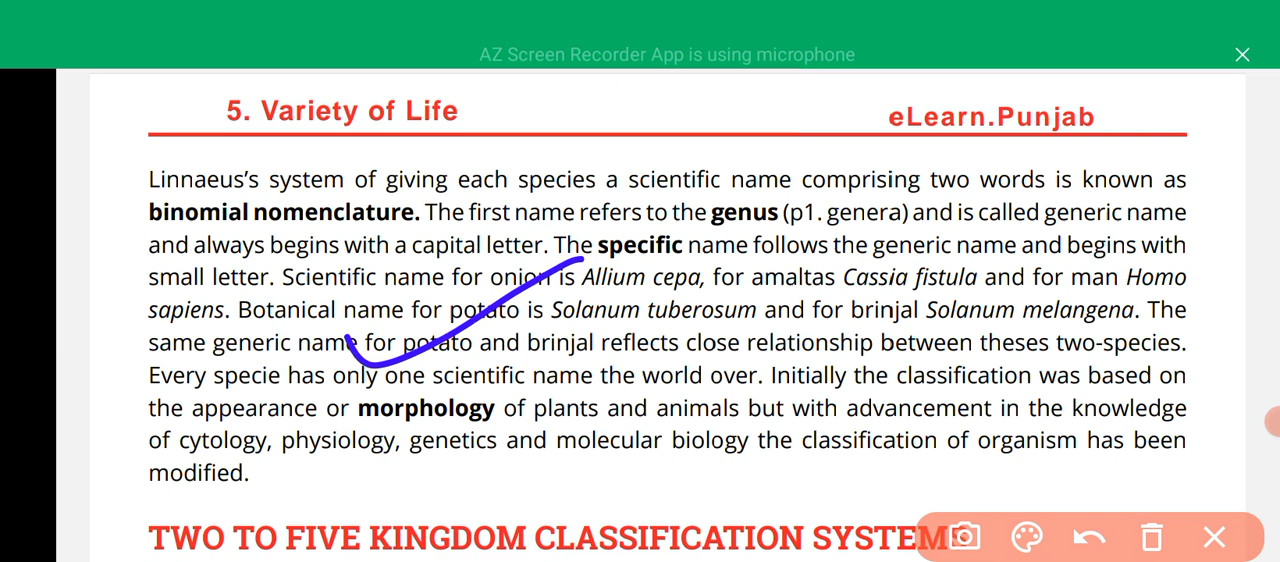 AZ Screen Recorder App is using microphone
5. Variety of Life
eLearn.Punjab
Linnaeus's system of giving each species a scientific name comprising two words is known as
binomial nomenclature. The first name refers to the genus (p1. genera) and is called generic name
and always begins with a capital letter. The specific name follows the generic name and begins with
small letter. Scientific name for onion is Allium cepa, for amaltas Cassia fistula and for man Homo
sapiens. Botanical name for potato is Solanum tuberosum and for brinjal Solanum melangena. The
same generic name for potato and brinjal reflects close relationship between theses two-species.
Every specie has only one scientific name the world over. Initially the classification was based on
the appearance or morphology of plants and animals but with advancement in the knowledge
of cytology, physiology, genetics and molecular biology the classification of organism has been
modified.
TWO TO FIVE KINGDOM CLASSIFICATION SYSTEMS